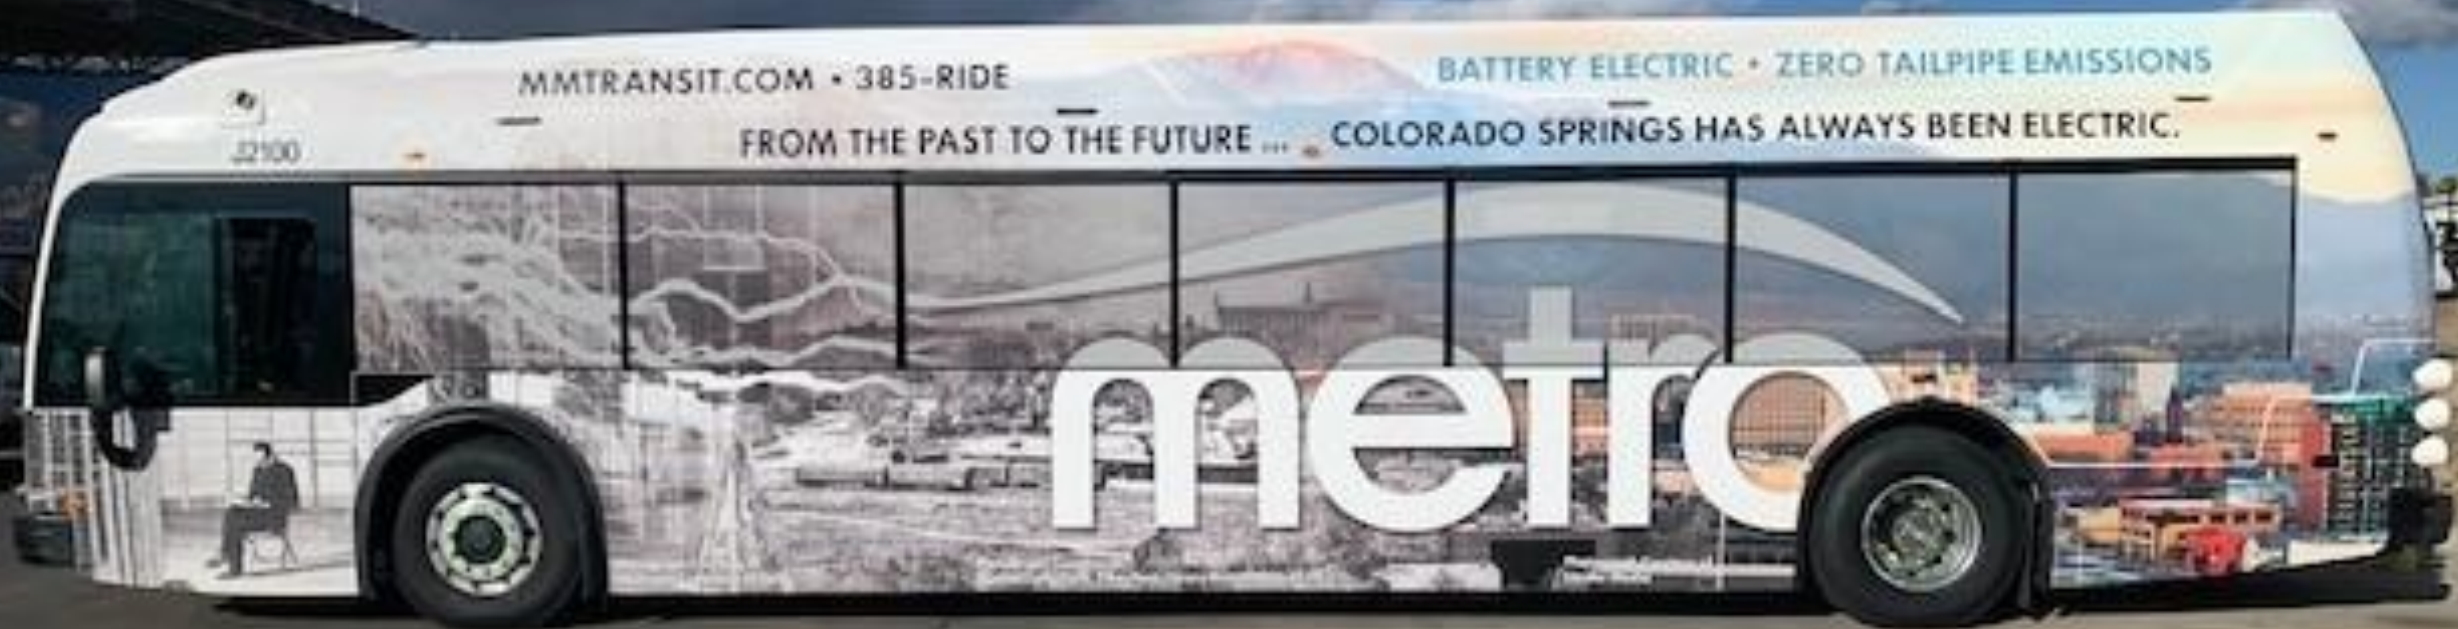 MMTRANSIT.COM • 385-RIDE
BATTERY ELECTRIC • ZERO TAILPIPE EMISSIONS
FROM THE PAST TO THE FUTURE ... COLORADO SPRINGS HAS ALWAYS BEEN ELECTRIC.
J2100
metro